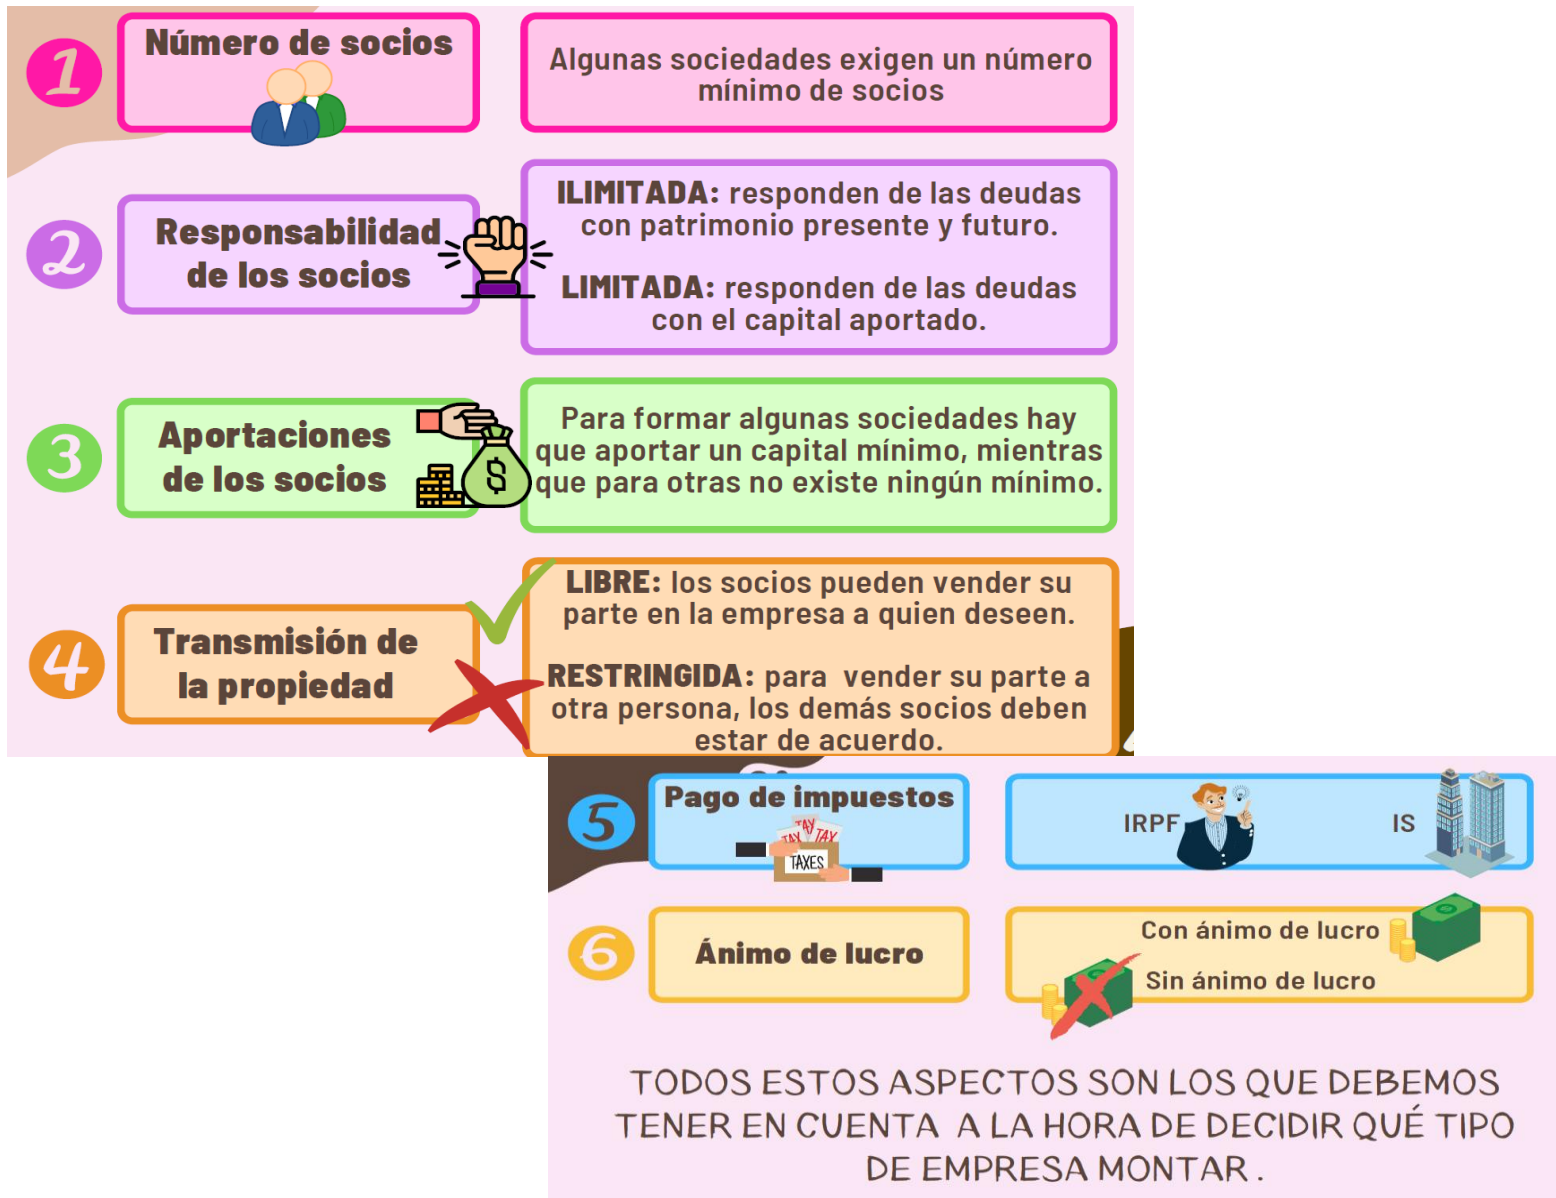 1
Número de socios
Algunas sociedades exigen un número
mínimo de socios
2
Responsabilidad
de los socios
ILIMITADA: responden de las deudas
con patrimonio presente y futuro.
LIMITADA: responden de las deudas
con el capital aportado.
3
Aportaciones
de los socios
$
Para formar algunas sociedades hay
que aportar un capital mínimo, mientras
que para otras no existe ningún mínimo.
4
Transmisión de
la propiedad
LIBRE: los socios pueden vender su
parte en la empresa a quien deseen.
RESTRINGIDA: para vender su parte a
otra persona, los demás socios deben
estar de acuerdo.
5
Pago de impuestos
TAX
TAX TAX
TAXES
IRPF
IS
6
Ánimo de lucro
Con ánimo de lucro
Sin ánimo de lucro
TODOS ESTOS ASPECTOS SON LOS QUE DEBEMOS
TENER EN CUENTA A LA HORA DE DECIDIR QUÉ TIPO
DE EMPRESA MONTAR.